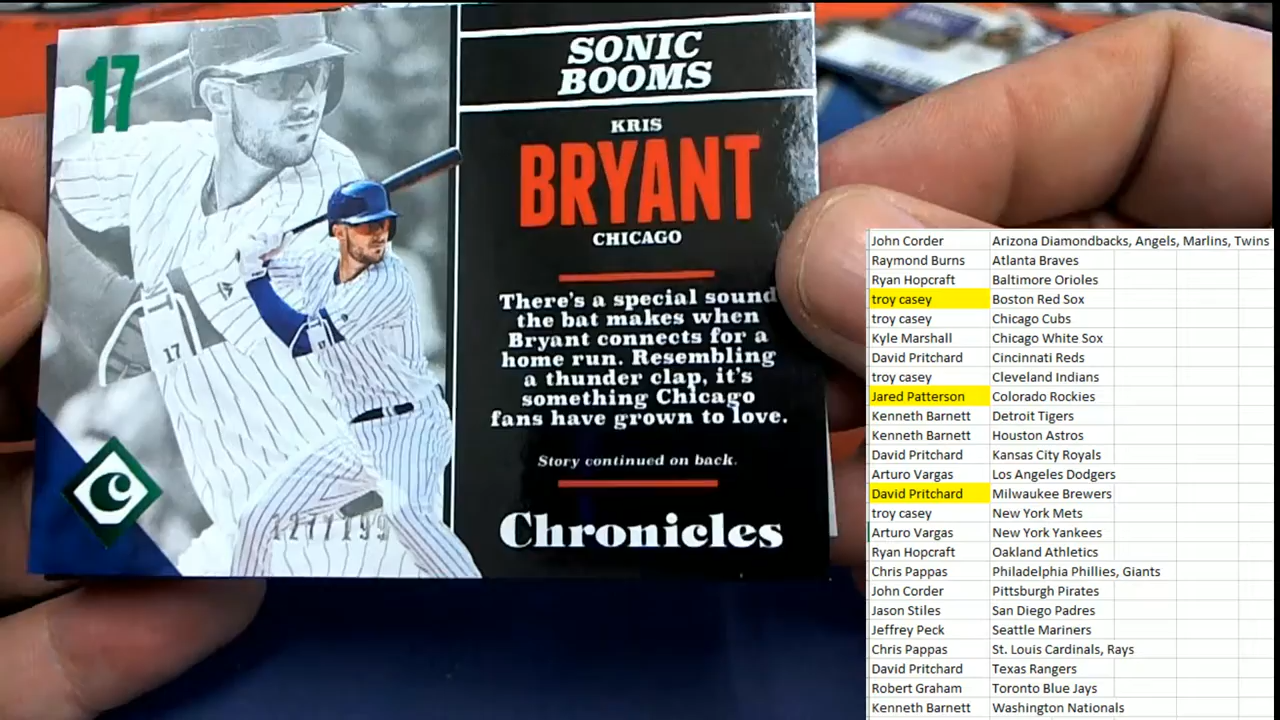 17
SONIC
BOOMS
KRIS
BRYANT
CHICAGO
There's a special sound
the bat makes when
Bryant connects for a
home run. Resembling
a thunder clap, it's
something Chicago
fans have grown to love.
Story continued on back.
Chronicles
C
17
127/199
John Corder Arizona Diamondbacks, Angels, Marlins, Twins
Raymond Burns Atlanta Braves
Ryan Hopcraft Baltimore Orioles
troy casey Boston Red Sox
troy casey Chicago Cubs
Kyle Marshall Chicago White Sox
David Pritchard Cincinnati Reds
troy casey Cleveland Indians
Jared Patterson Colorado Rockies
Kenneth Barnett Detroit Tigers
Kenneth Barnett Houston Astros
David Pritchard Kansas City Royals
Arturo Vargas Los Angeles Dodgers
David Pritchard Milwaukee Brewers
troy casey New York Mets
Arturo Vargas New York Yankees
Ryan Hopcraft Oakland Athletics
Chris Pappas Philadelphia Phillies, Giants
John Corder Pittsburgh Pirates
Jason Stiles San Diego Padres
Jeffrey Peck Seattle Mariners
Chris Pappas St. Louis Cardinals, Rays
David Pritchard Texas Rangers
Robert Graham Toronto Blue Jays
Kenneth Barnett Washington Nationals